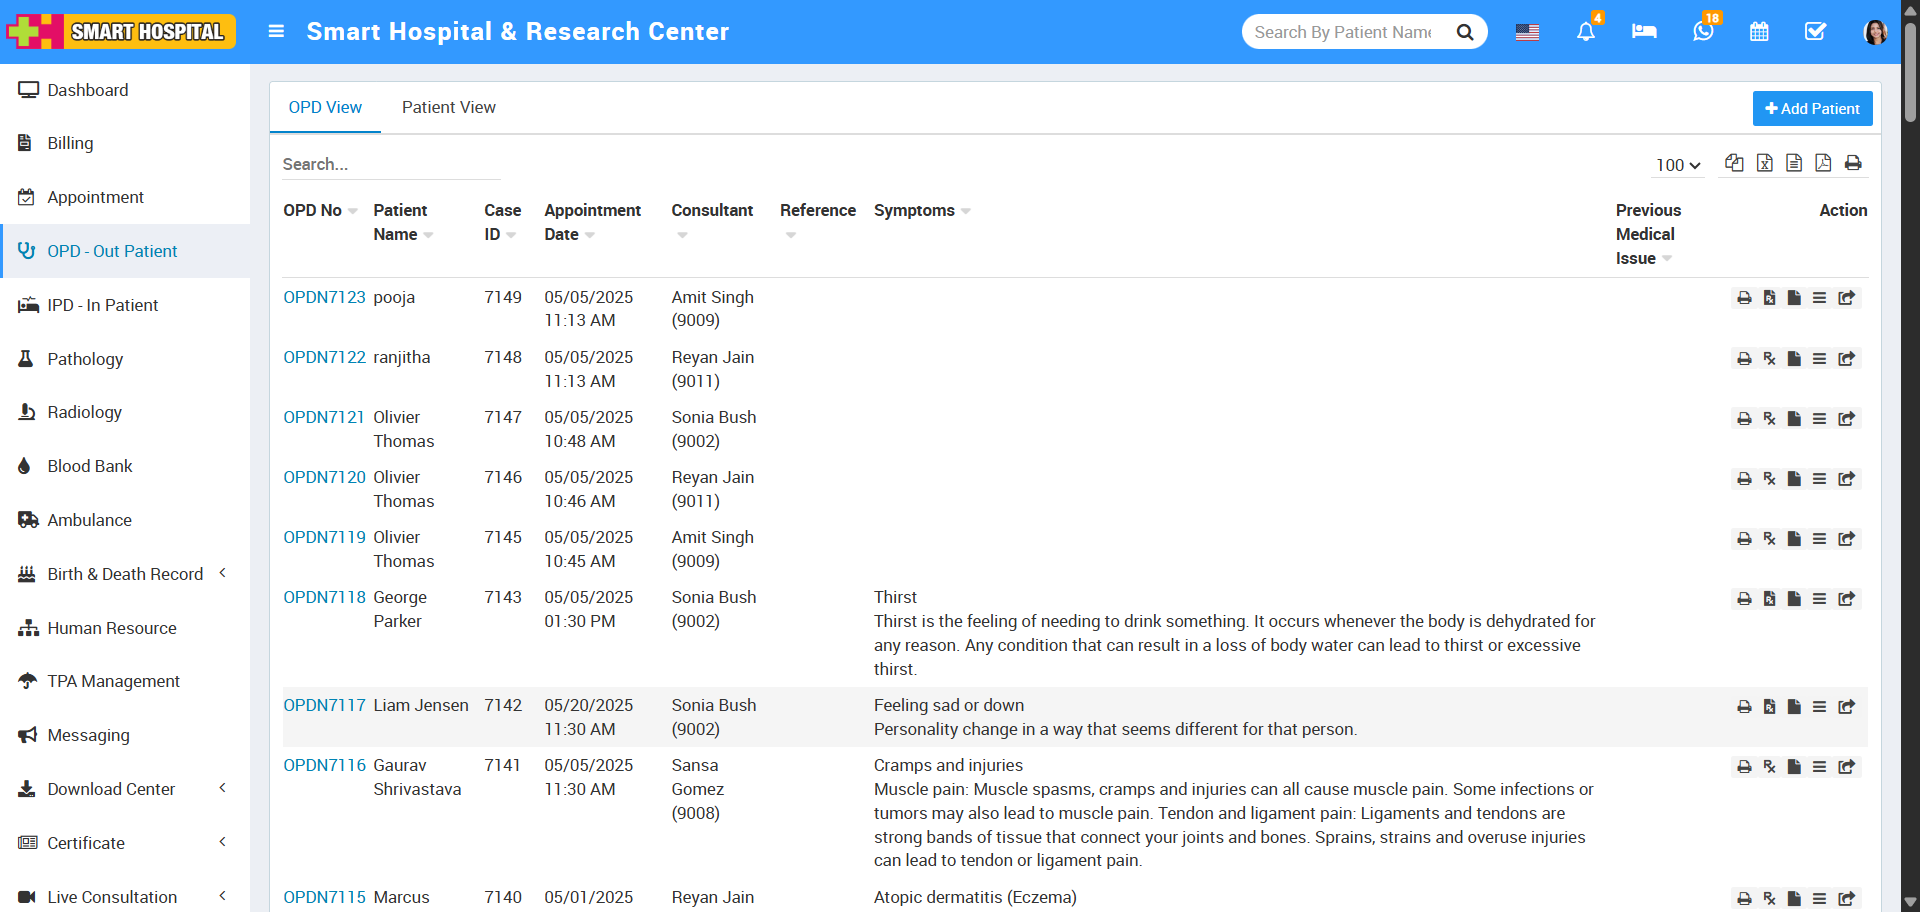 SMART HOSPITAL
Smart Hospital & Research Center
Search By Patient Name
4
18
Dashboard
Billing
Appointment
OPD - Out Patient
IPD - In Patient
Pathology
Radiology
Blood Bank
Ambulance
Birth & Death Record
Human Resource
TPA Management
Messaging
Download Center
Certificate
Live Consultation
OPD View
Patient View
Add Patient
Search...
100
OPD No
Patient
Name
Case
ID
Appointment
Date
Consultant
Reference
Symptoms
Previous
Medical
Issue
Action
OPDN7123 pooja 7149 05/05/2025 Amit Singh
11:13 AM (9009)
OPDN7122 ranjitha 7148 05/05/2025 Reyan Jain
11:13 AM (9011)
OPDN7121 Olivier 7147 05/05/2025 Sonia Bush
Thomas 10:48 AM (9002)
OPDN7120 Olivier 7146 05/05/2025 Reyan Jain
Thomas 10:46 AM (9011)
OPDN7119 Olivier 7145 05/05/2025 Amit Singh
Thomas 10:45 AM (9009)
OPDN7118 George 7143 05/05/2025 Sonia Bush Thirst
Parker 01:30 PM (9002) Thirst is the feeling of needing to drink something. It occurs whenever the body is dehydrated for
any reason. Any condition that can result in a loss of body water can lead to thirst or excessive
thirst.
OPDN7117 Liam Jensen 7142 05/20/2025 Sonia Bush Feeling sad or down
11:30 AM (9002) Personality change in a way that seems different for that person.
OPDN7116 Gaurav 7141 05/05/2025 Sansa Cramps and injuries
Shrivastava 11:30 AM Gomez Muscle pain: Muscle spasms, cramps and injuries can all cause muscle pain. Some infections or
(9008) tumors may also lead to muscle pain. Tendon and ligament pain: Ligaments and tendons are
strong bands of tissue that connect your joints and bones. Sprains, strains and overuse injuries
can lead to tendon or ligament pain.
OPDN7115 Marcus 7140 05/01/2025 Reyan Jain Atopic dermatitis (Eczema)